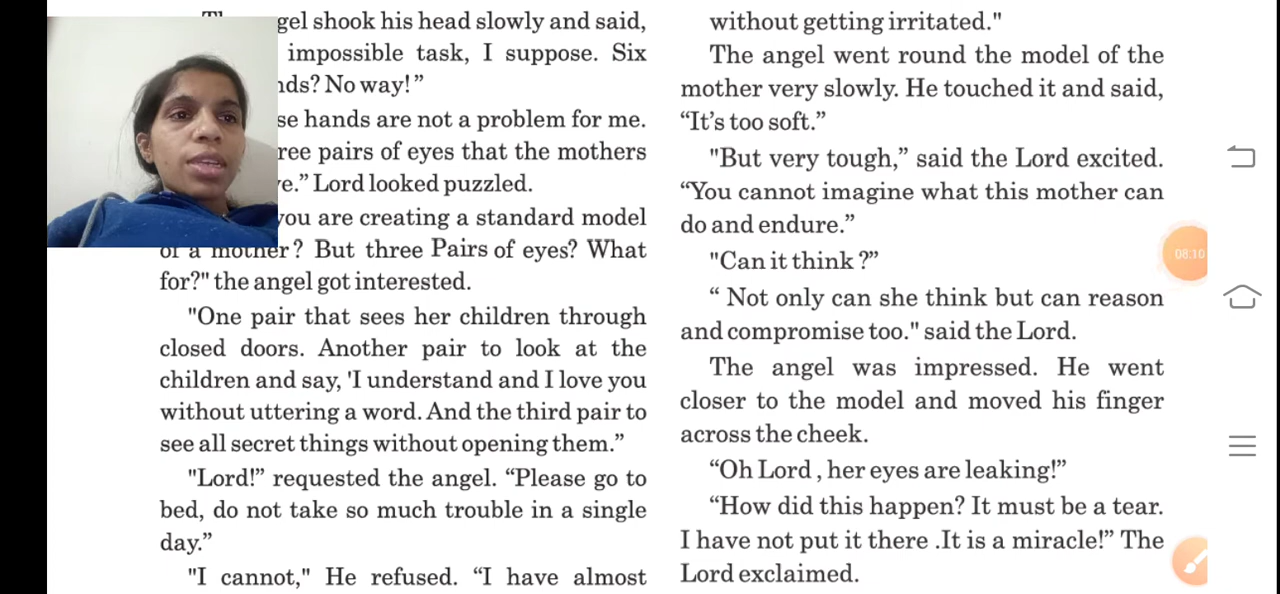 gel shook his head slowly and said,
impossible task, I suppose. Six
nds? No way!”
se hands are not a problem for me.
ree pairs of eyes that the mothers
e.” Lord looked puzzled.
you are creating a standard model
of a mother? But three Pairs of eyes? What
for?" the angel got interested.
"One pair that sees her children through
closed doors. Another pair to look at the
children and say, 'I understand and I love you
without uttering a word. And the third pair to
see all secret things without opening them.”
"Lord!” requested the angel. “Please go to
bed, do not take so much trouble in a single
day.”
"I cannot," He refused. “I have almost
without getting irritated."
The angel went round the model of the
mother very slowly. He touched it and said,
“It’s too soft.”
"But very tough,” said the Lord excited.
“You cannot imagine what this mother can
do and endure.”
"Can it think ?”
“ Not only can she think but can reason
and compromise too." said the Lord.
The angel was impressed. He went
closer to the model and moved his finger
across the cheek.
“Oh Lord , her eyes are leaking!”
“How did this happen? It must be a tear.
I have not put it there .It is a miracle!” The
Lord exclaimed.
08:10